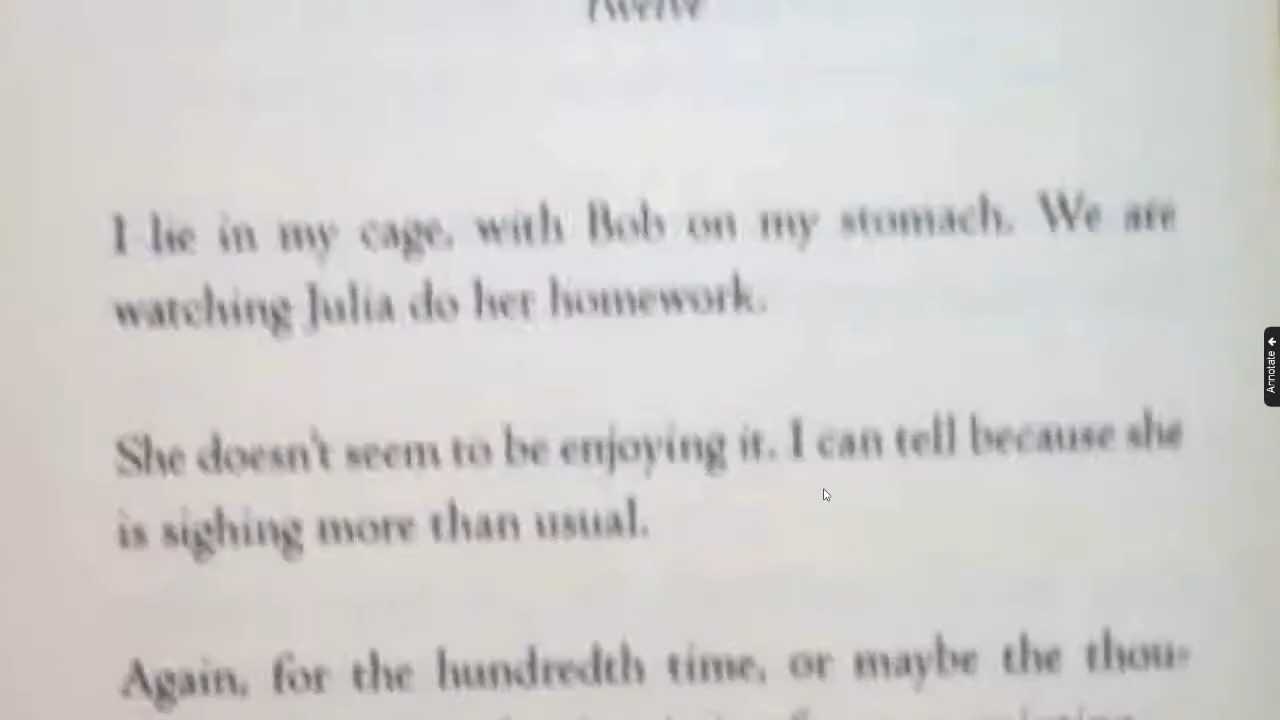 Twelve
I lie in my cage, with Bob on my stomach. We are
watching Julia do her homework.
She doesn't seem to be enjoying it. I can tell because she
is sighing more than usual.
Again, for the hundredth time, or maybe the thou-
Annotate